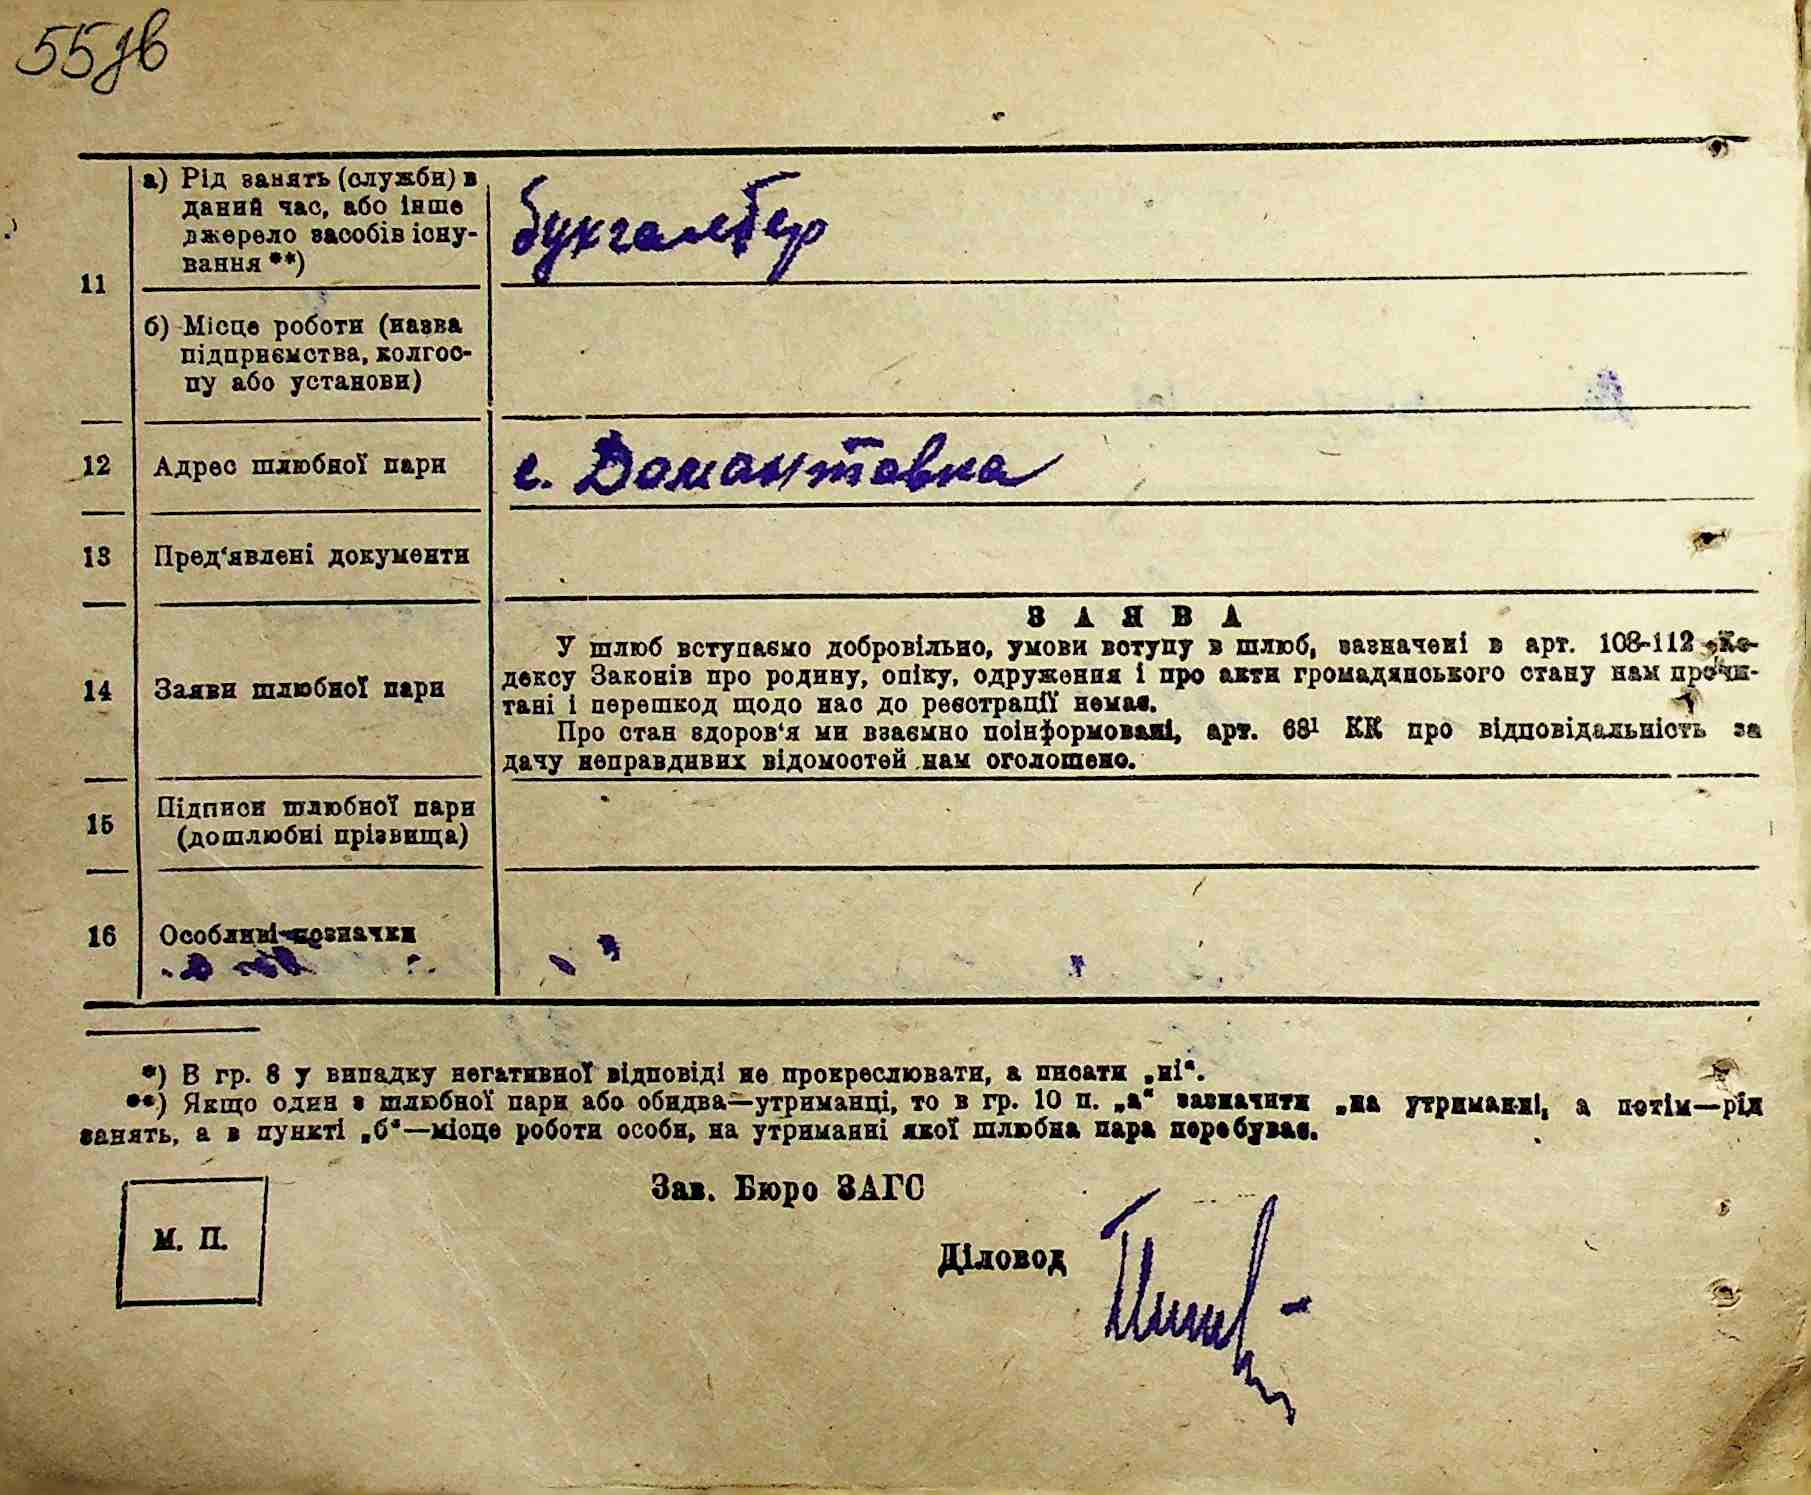 55зв
11
а) Рід занять (служби) в
даний час, або інше
джерело засобів існу-
вання **)
бухгалтер
б) Місце роботи (назва
підприємства, колгос-
пу або установи)
12
Адрес шлюбної пари
с. Домантовка
13
Пред‘явлені документи
14
Заяви шлюбної пари
ЗАЯВА
У шлюб вступаємо добровільно, умови вступу в шлюб, зазначені в арт. 108-112 „Ко-
дексу Законів про родину, опіку, одруження і про акти громадянського стану нам прочи-
тані і перешкод щодо нас до реєстрації немає.
Про стан здоров‘я ми взаємно поінформовані, арт. 68¹ КК про відповідальність за
дачу неправдивих відомостей нам оголошено.
15
Підписи шлюбної пари
(дошлюбні прізвища)
16
Особливі позначки
*) В гр. 8 у випадку негативної відповіді не прокреслювати, а писати „ні“.
**) Якщо один з шлюбної пари або обидва—утриманці, то в гр. 10 п. „а“ зазначити „на утриманні, а потім—рід
занять, а в пункті „б“—місце роботи особи, на утриманні якої шлюбна пара перебуває.
Зав. Бюро ЗАГС
М. П.
Діловод